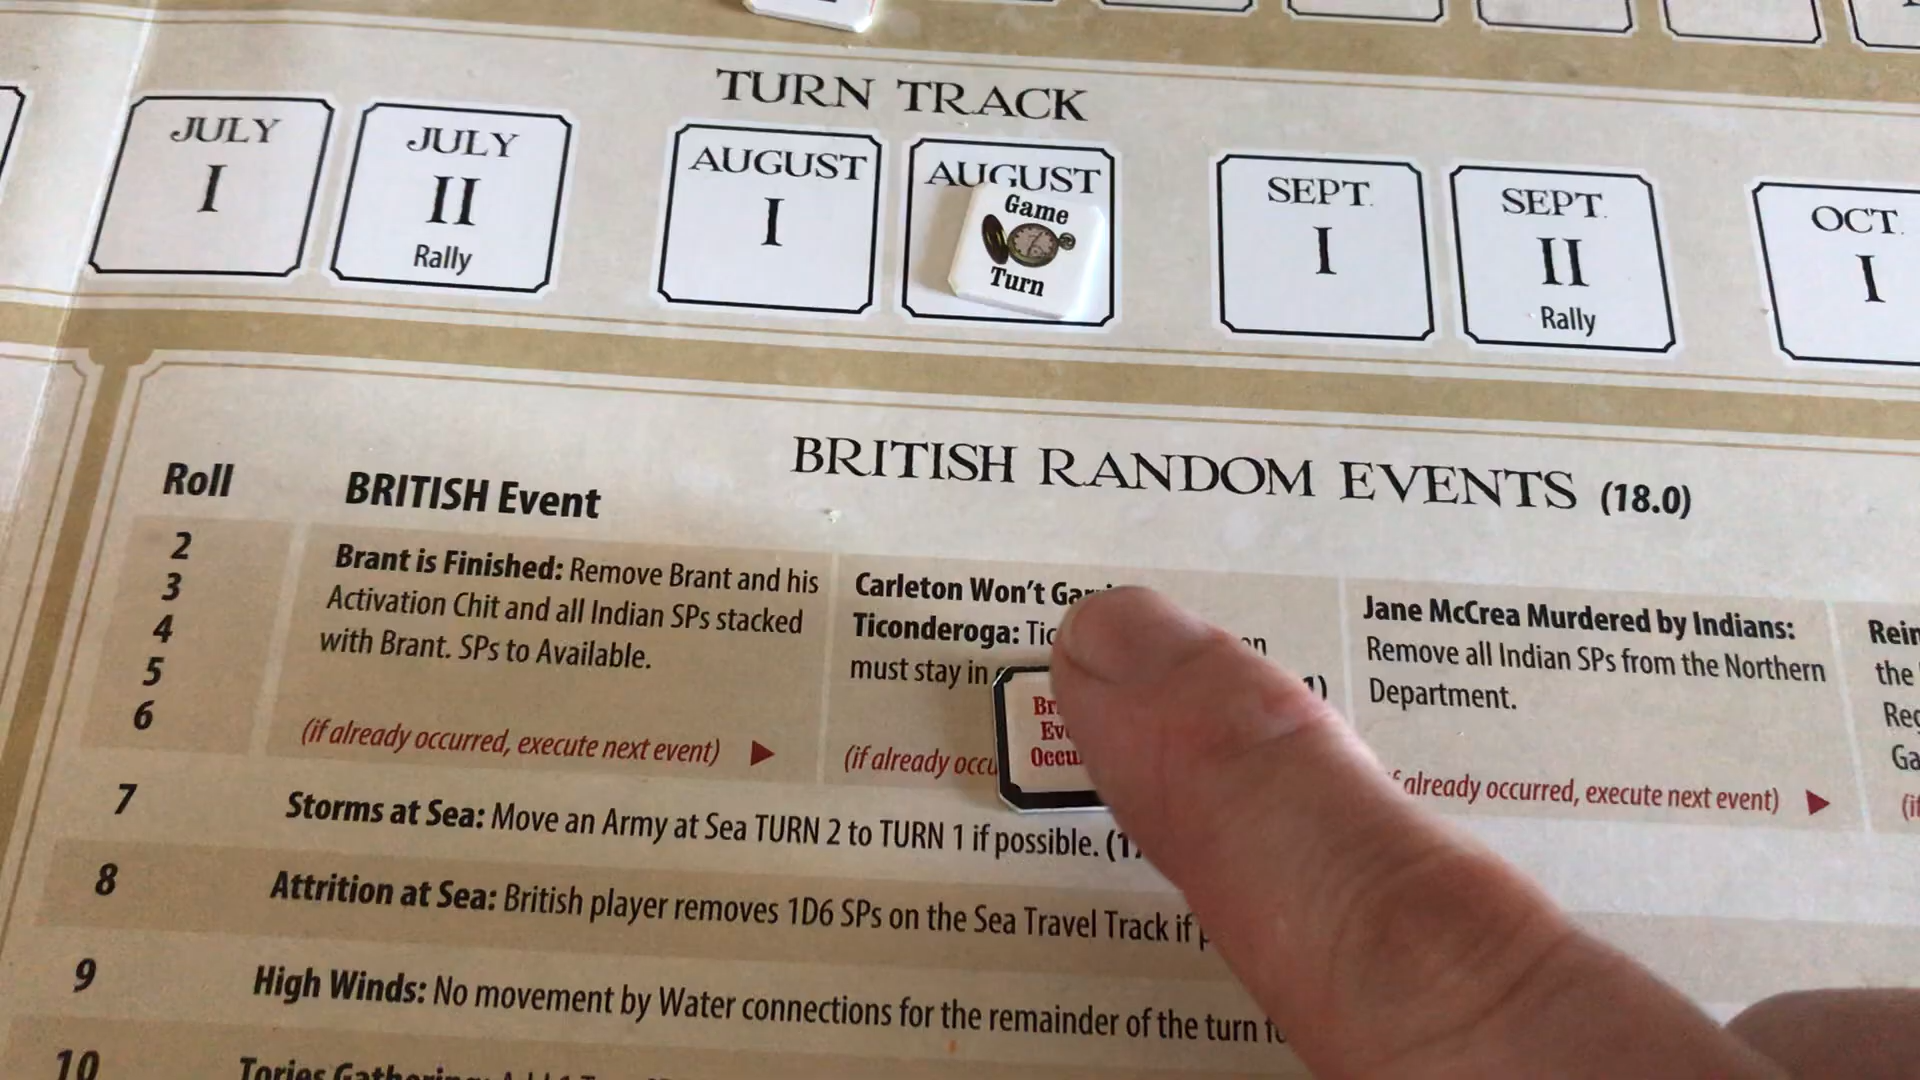 TURN TRACK
JULY
I
JULY
II
Rally
AUGUST
I
AUGUST
Game
Turn
SEPT.
I
SEPT.
II
Rally
OCT.
I
BRITISH RANDOM EVENTS (18.0)
Roll
BRITISH Event
2
3
4
5
6
Brant is Finished: Remove Brant and his
Activation Chit and all Indian SPs stacked
with Brant. SPs to Available.
(if already occurred, execute next event)
Carleton Won't
Ticonderoga:
must stay in
(if already
Jane McCrea Murdered by Indians:
Remove all Indian SPs from the Northern
Department.
already occurred, execute next event)
the
7
Storms at Sea: Move an Army at Sea TURN 2 to TURN 1 if possible.
8
Attrition at Sea: British player removes 1D6 SPs on the Sea Travel Track if
9
High Winds: No movement by Water connections for the remainder of the turn
10
Tories Gathering: